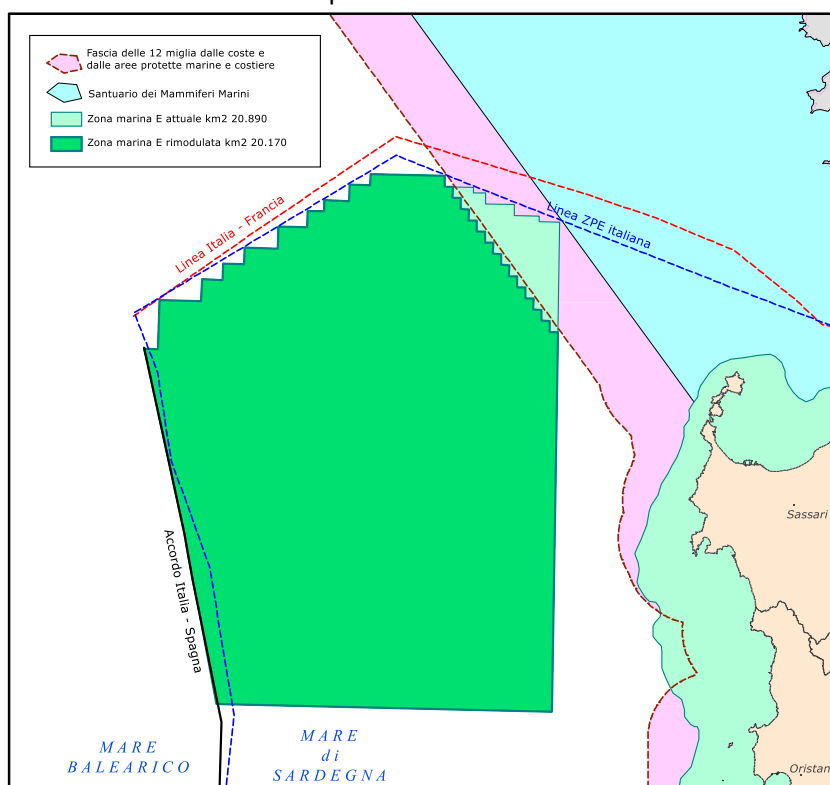 Fascia delle 12 miglia dalle coste e
dalle aree protette marine e costiere
Santuario dei Mammiferi Marini
Zona marina E attuale km2 20.890
Zona marina E rimodulata km2 20.170
Linea Italia - Francia
Linea ZPE italiana
Accordo Italia - Spagna
Sassari
MARE
BALEARICO
MARE
di
SARDEGNA
Oristan